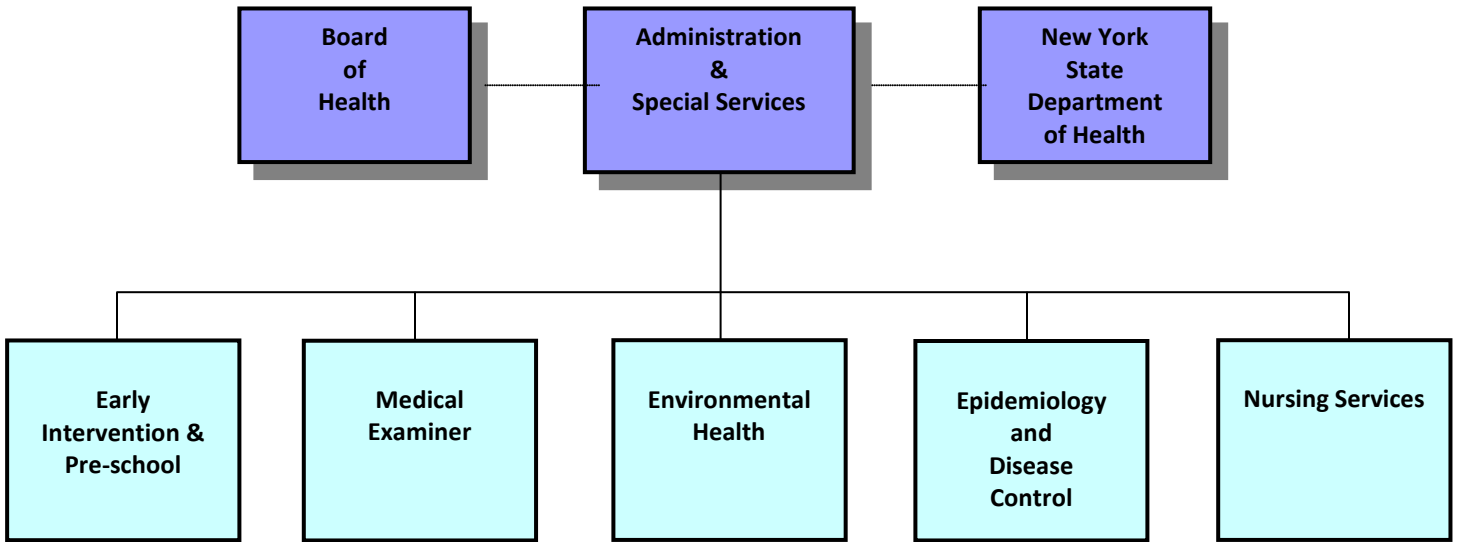 Board
of
Health
Administration
&
Special Services
New York
State
Department
of Health
Early
Intervention &
Pre-school
Medical
Examiner
Environmental
Health
Epidemiology
and
Disease
Control
Nursing Services